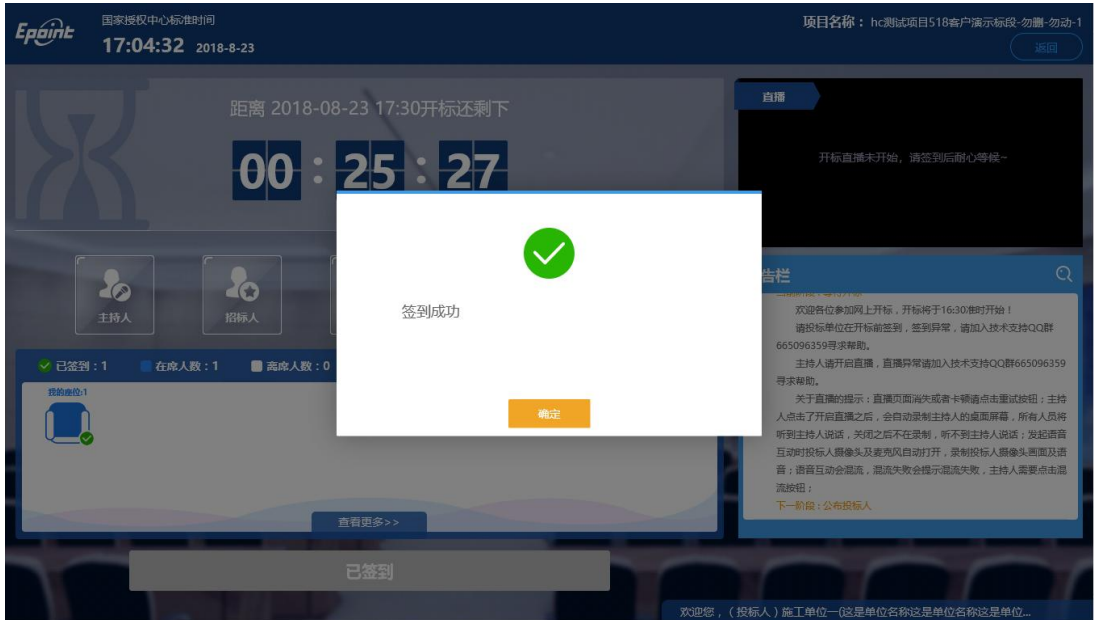 Epoint
国家授权中心标准时间
17:04:32 2018-8-23
项目名称：hc测试项目518客户演示标段-勿删-勿动-1
返回
距离 2018-08-23 17:30开标还剩下
00 : 25 : 27
直播
开标直播未开始，请签到后耐心等候~
签到成功
确定
主持人
招标人
已签到：1 在席人数：1 离席人数：0
我的座位:1
查看更多>>
已签到
告栏
欢迎各位参加网上开标，开标将于16:30准时开始！
请投标单位在开标前签到，签到异常，请加入技术支持QQ群
665096359寻求帮助。
主持人请开启直播，直播异常请加入技术支持QQ群665096359
寻求帮助。
关于直播的提示：直播页面消失或者卡顿请点击重试按钮；主持
人点击了开启直播之后，会自动录制主持人的桌面屏幕，所有人员将
听到主持人说话，关闭之后不在录制，听不到主持人说话；发起语音
互动时投标人摄像头及麦克风自动打开，录制投标人摄像头画面及语
音；语音互动会混流，混流失败会提示混流失败，主持人需要点击混
流按钮；
下一阶段：公布投标人
欢迎您，（投标人）施工单位一(这是单位名称这是单位名称这是单位...